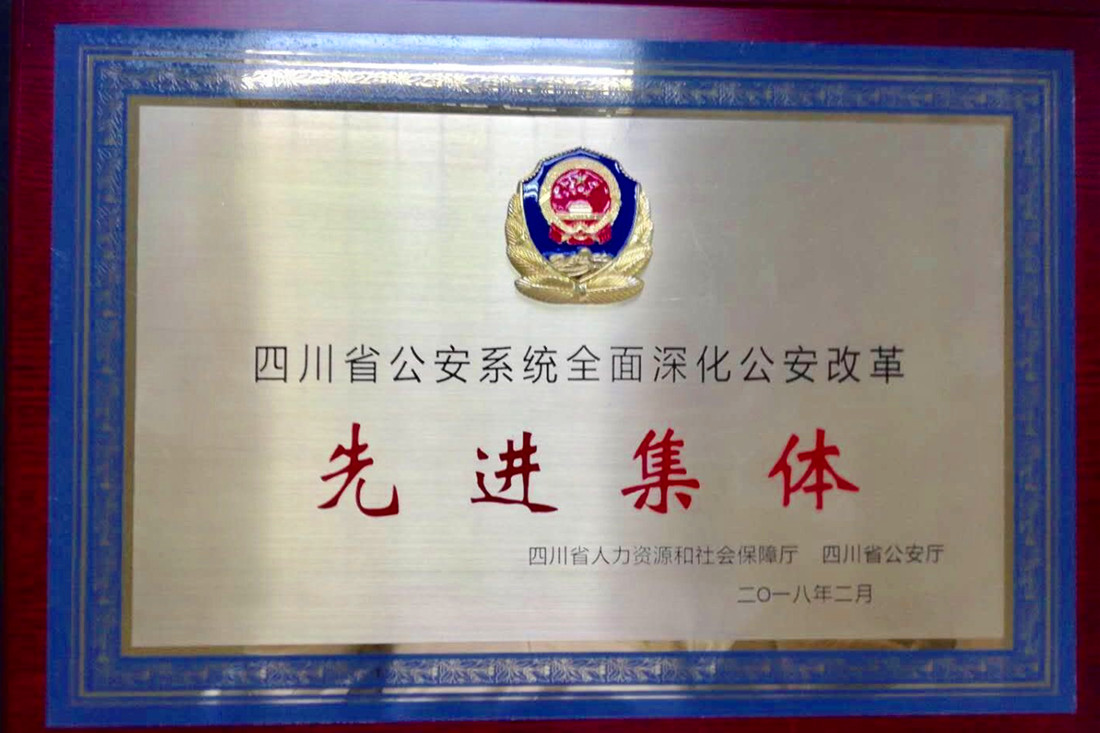 四川省公安系统全面深化公安改革
先进集体
四川省人力资源和社会保障厅 四川省公安厅
二〇一八年二月